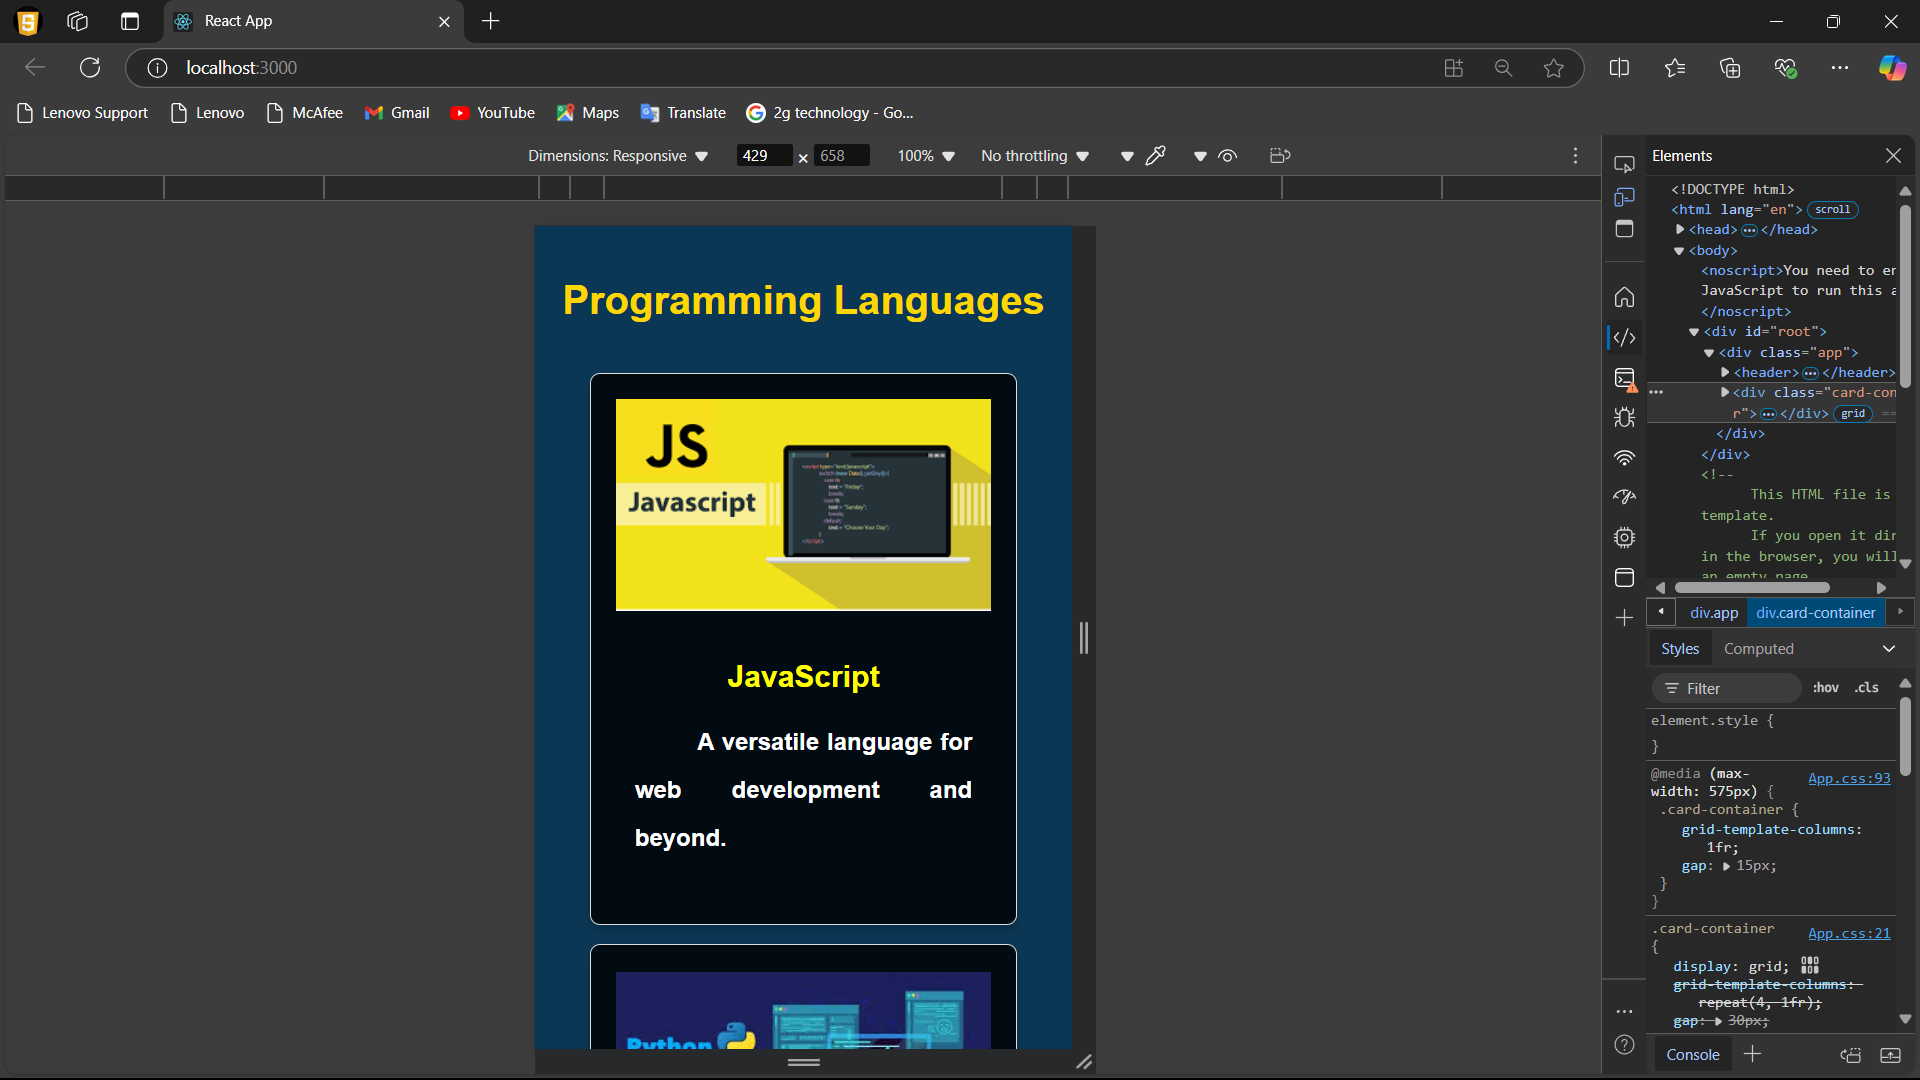 React App
localhost:3000
Lenovo Support
Lenovo
McAfee
Gmail
YouTube
Maps
Translate
2g technology - Go...
Dimensions: Responsive
429 × 658
100%
No throttling
Elements
<!DOCTYPE html>
<html lang="en"> scroll
<head> ... </head>
<body>
<noscript>You need to en
JavaScript to run this a
</noscript>
<div id="root">
<div class="app">
<header> ... </header>
<div class="card-con
r"> ... </div> grid ==
</div>
</div>
<!--
This HTML file is
template.
If you open it dir
in the browser, you will
an empty page
div.app
div.card-container
Styles
Computed
Filter
:hov .cls
element.style {
}
@media (max-
width: 575px) {
App.css:93
.card-container {
grid-template-columns:
1fr;
gap: 15px;
}
}
.card-container
{
App.css:21
display: grid;
grid-template-columns:
repeat(4, 1fr);
gap: 30px;
Console
Programming Languages
JS
Javascript
JavaScript
A versatile language for
web development and
beyond.
Python